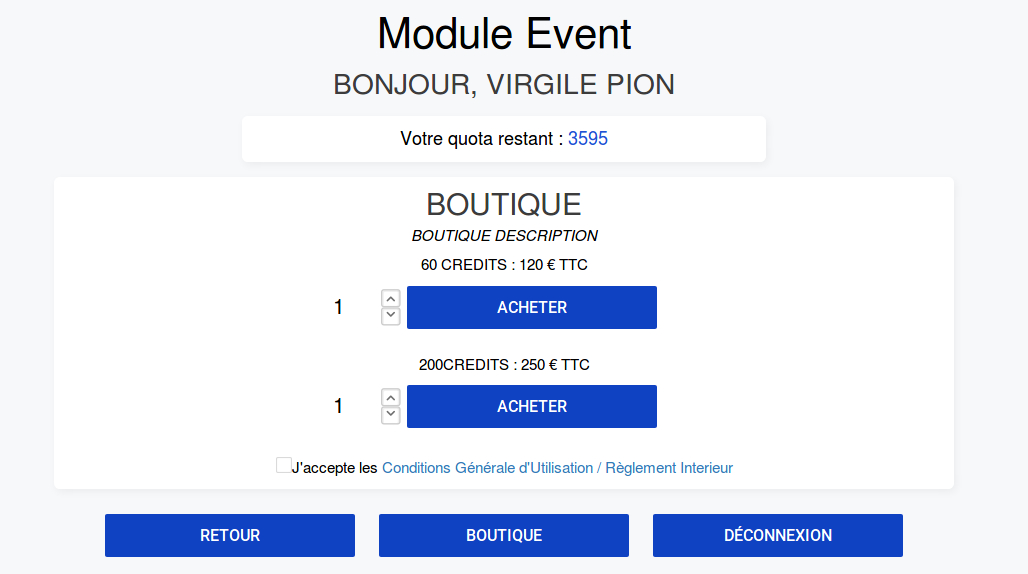 Module Event
BONJOUR, VIRGILE PION
Votre quota restant : 3595
BOUTIQUE
BOUTIQUE DESCRIPTION
60 CREDITS : 120 € TTC
1 ACHETER
200CREDITS : 250 € TTC
1 ACHETER
J'accepte les Conditions Générale d'Utilisation / Règlement Interieur
RETOUR BOUTIQUE DÉCONNEXION